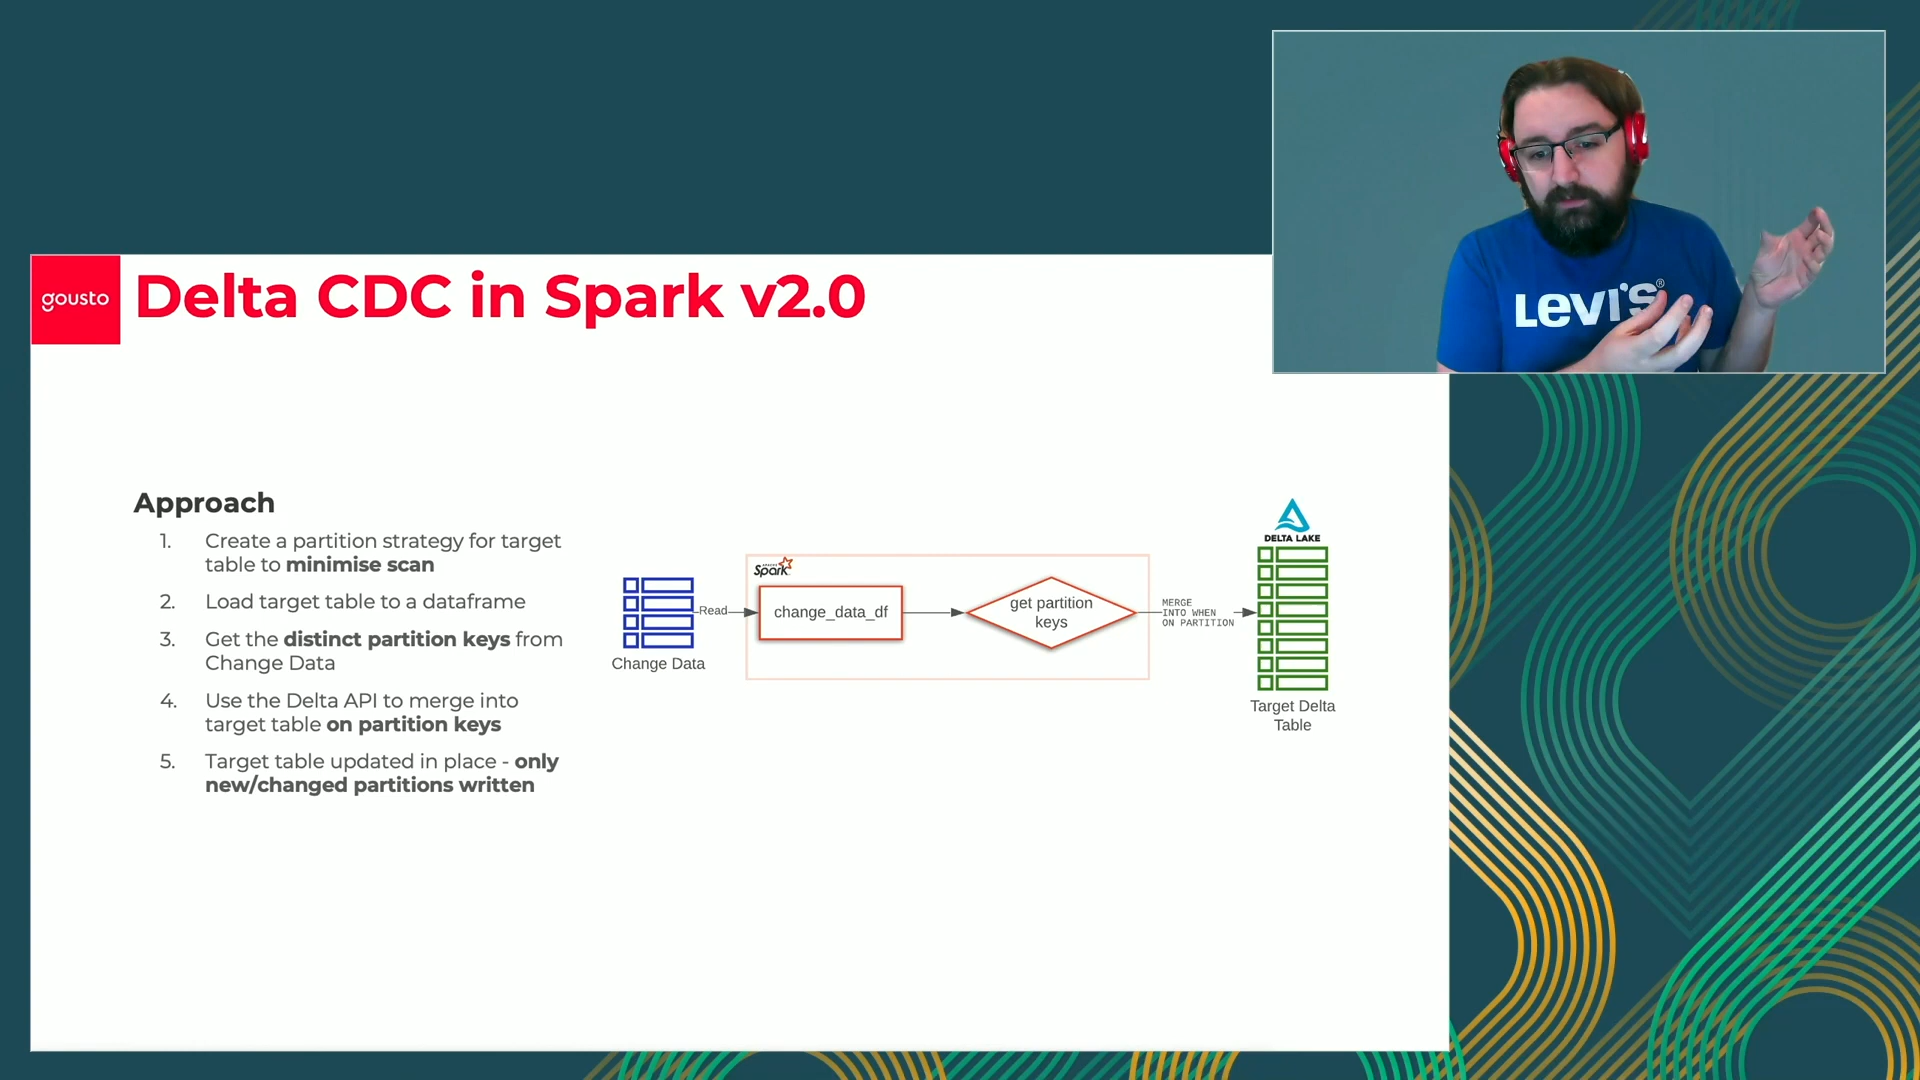 gousto
Delta CDC in Spark v2.0
Levi's®
Approach
1. Create a partition strategy for target
table to minimise scan
2. Load target table to a dataframe
3. Get the distinct partition keys from
Change Data
4. Use the Delta API to merge into
target table on partition keys
5. Target table updated in place - only
new/changed partitions written
Change Data
Read
APACHE
Spark
change_data_df
get partition
keys
MERGE
INTO WHEN
ON PARTITION
DELTA LAKE
Target Delta
Table